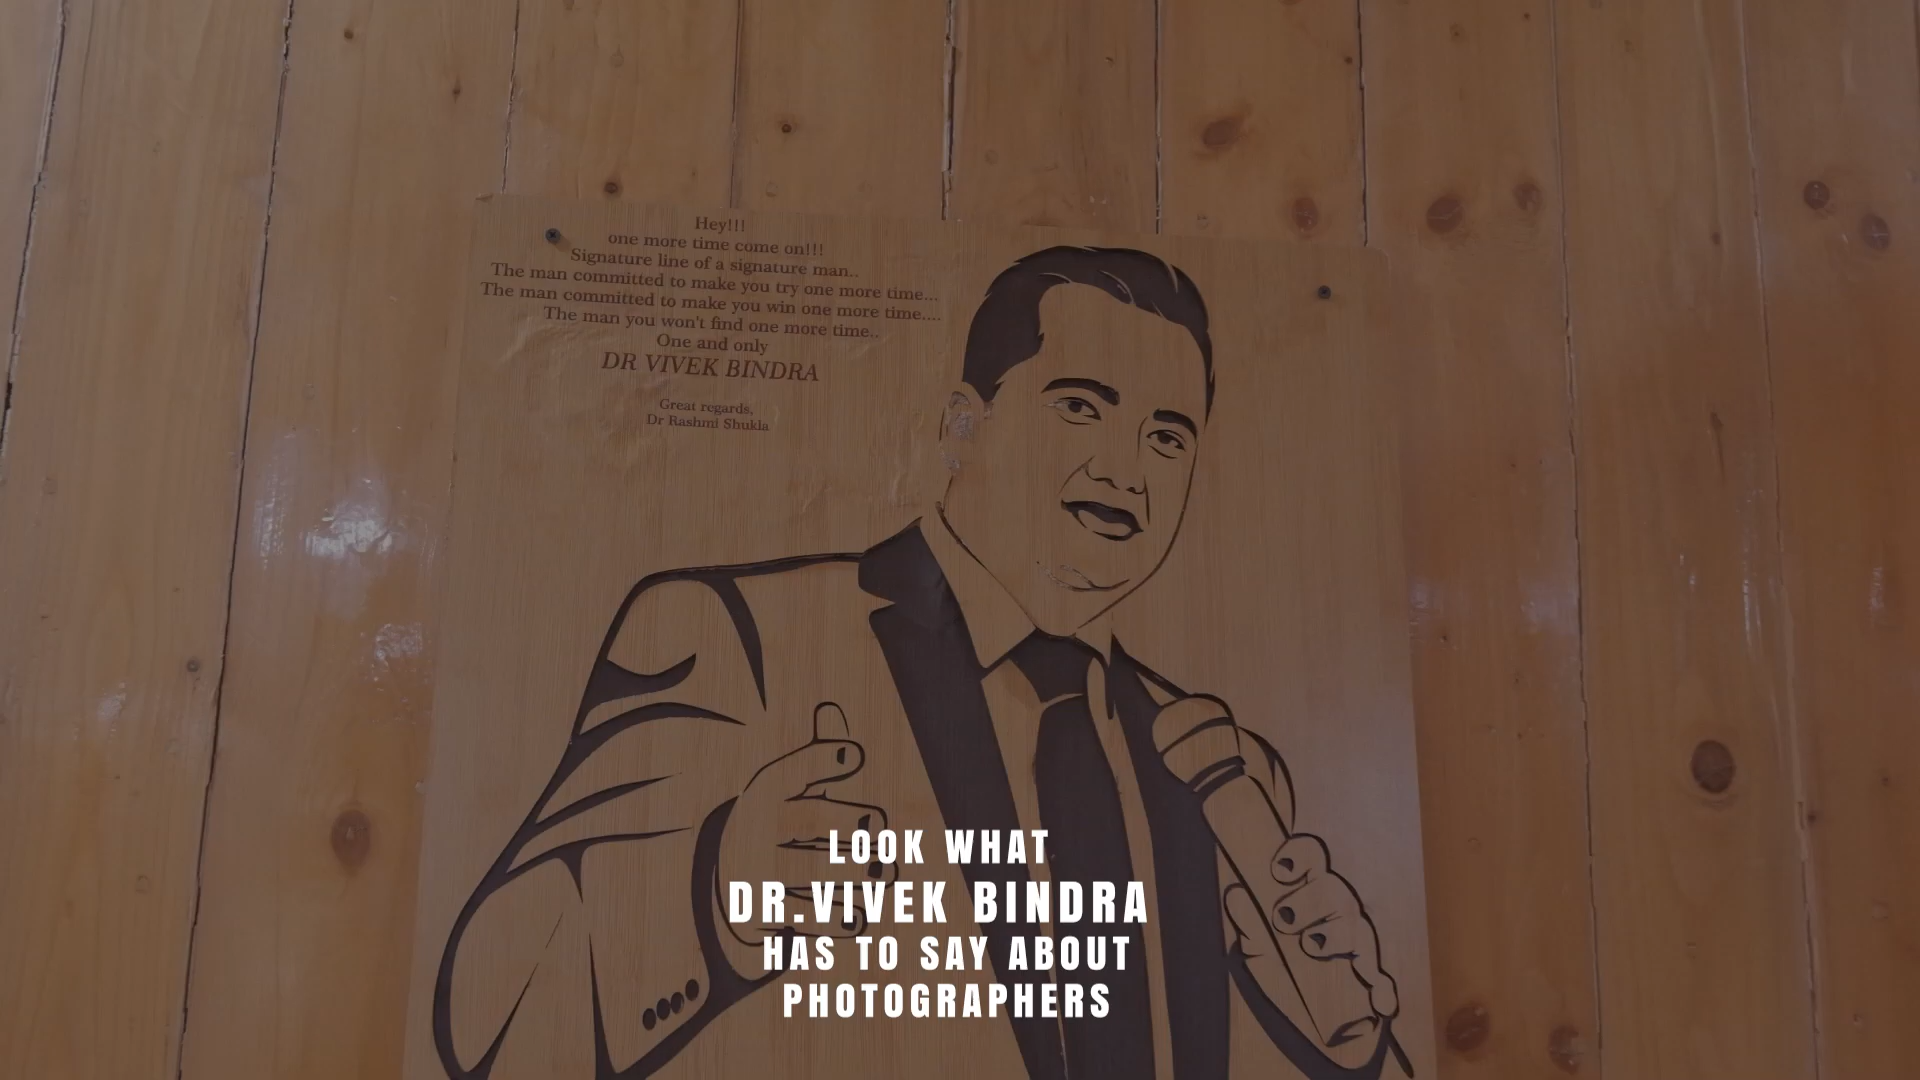 Hey!!!
one more time come on!!!
Signature line of a signature man..
The man committed to make you try one more time...
The man committed to make you win one more time....
The man you won't find one more time..
One and only
DR VIVEK BINDRA
Great regards,
Dr Rashmi Shukla
LOOK WHAT
DR.VIVEK BINDRA
HAS TO SAY ABOUT
PHOTOGRAPHERS